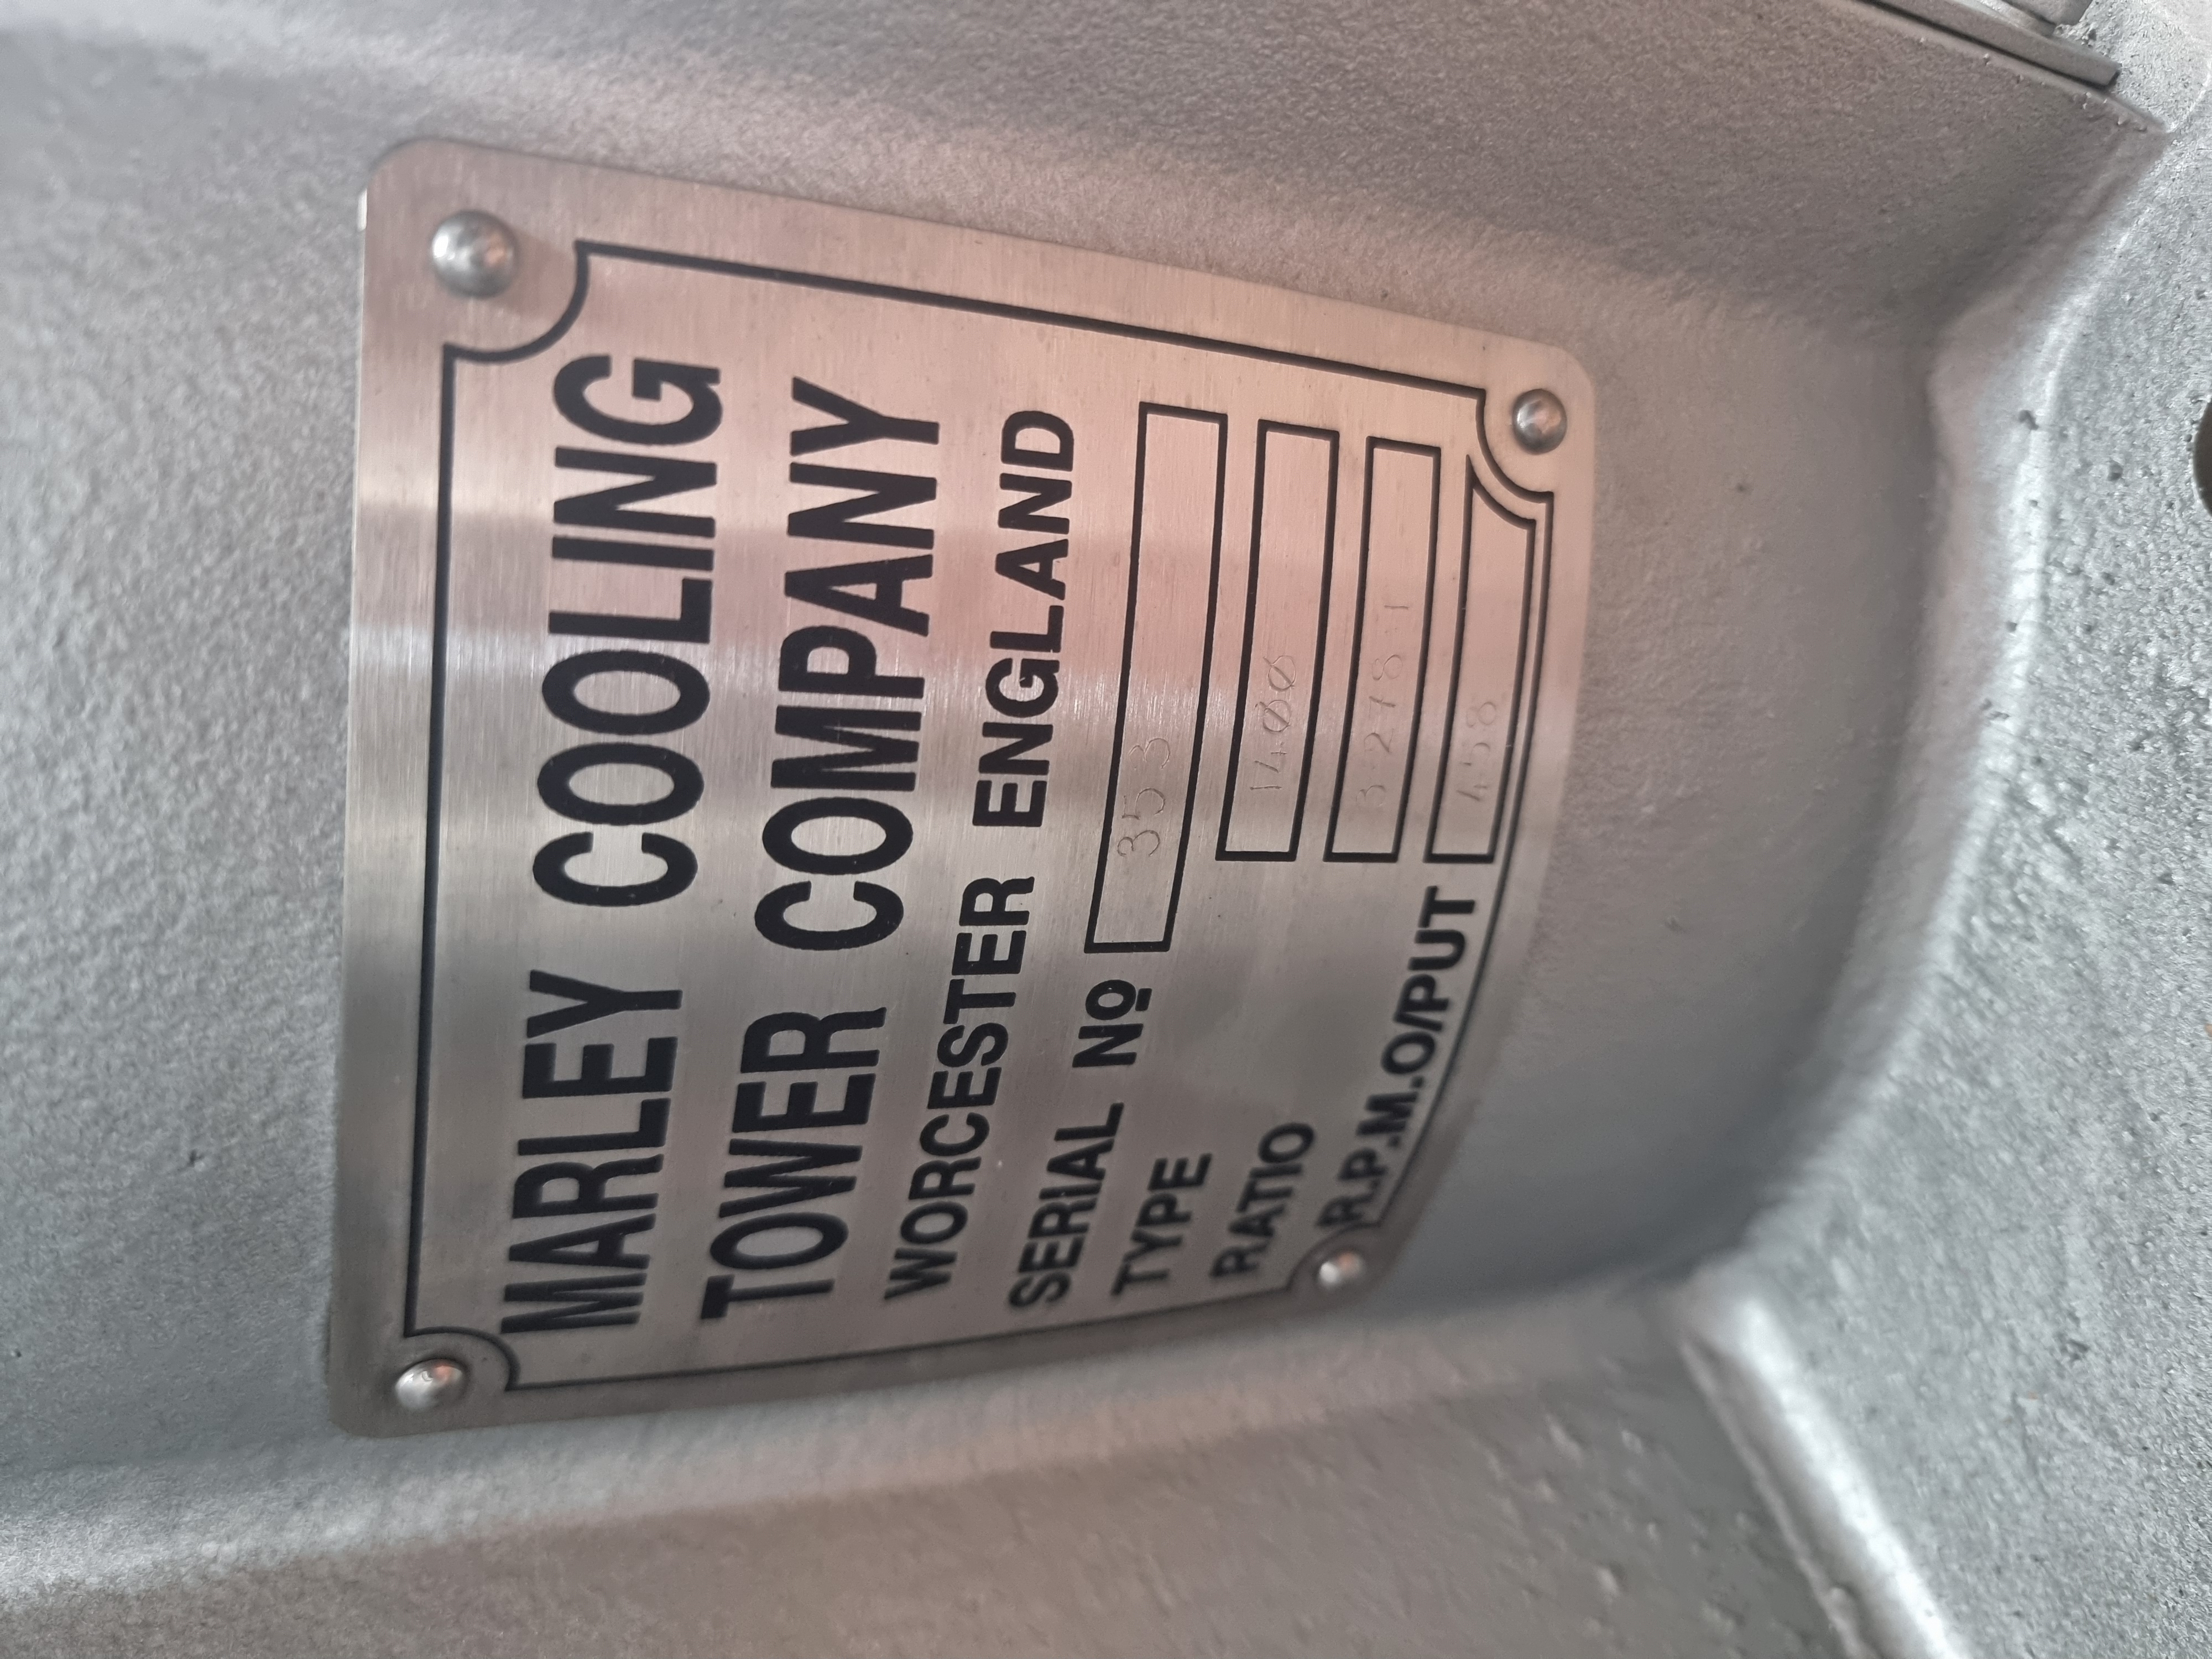 MARLEY COOLING
TOWER COMPANY
WORCESTER ENGLAND
SERIAL Nº 353
TYPE 1400
RATIO 3.278:1
R.P.M.O/PUT 458